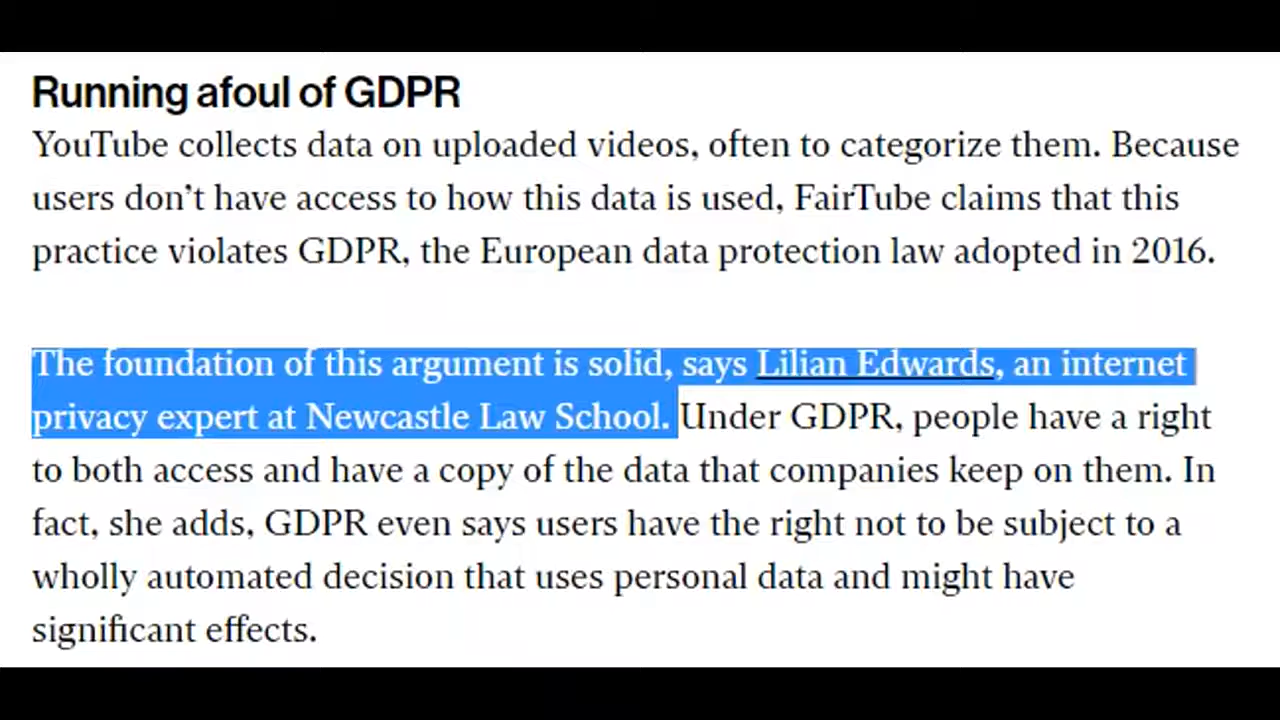 Running afoul of GDPR
YouTube collects data on uploaded videos, often to categorize them. Because
users don’t have access to how this data is used, FairTube claims that this
practice violates GDPR, the European data protection law adopted in 2016.
The foundation of this argument is solid, says Lilian Edwards, an internet
privacy expert at Newcastle Law School. Under GDPR, people have a right
to both access and have a copy of the data that companies keep on them. In
fact, she adds, GDPR even says users have the right not to be subject to a
wholly automated decision that uses personal data and might have
significant effects.